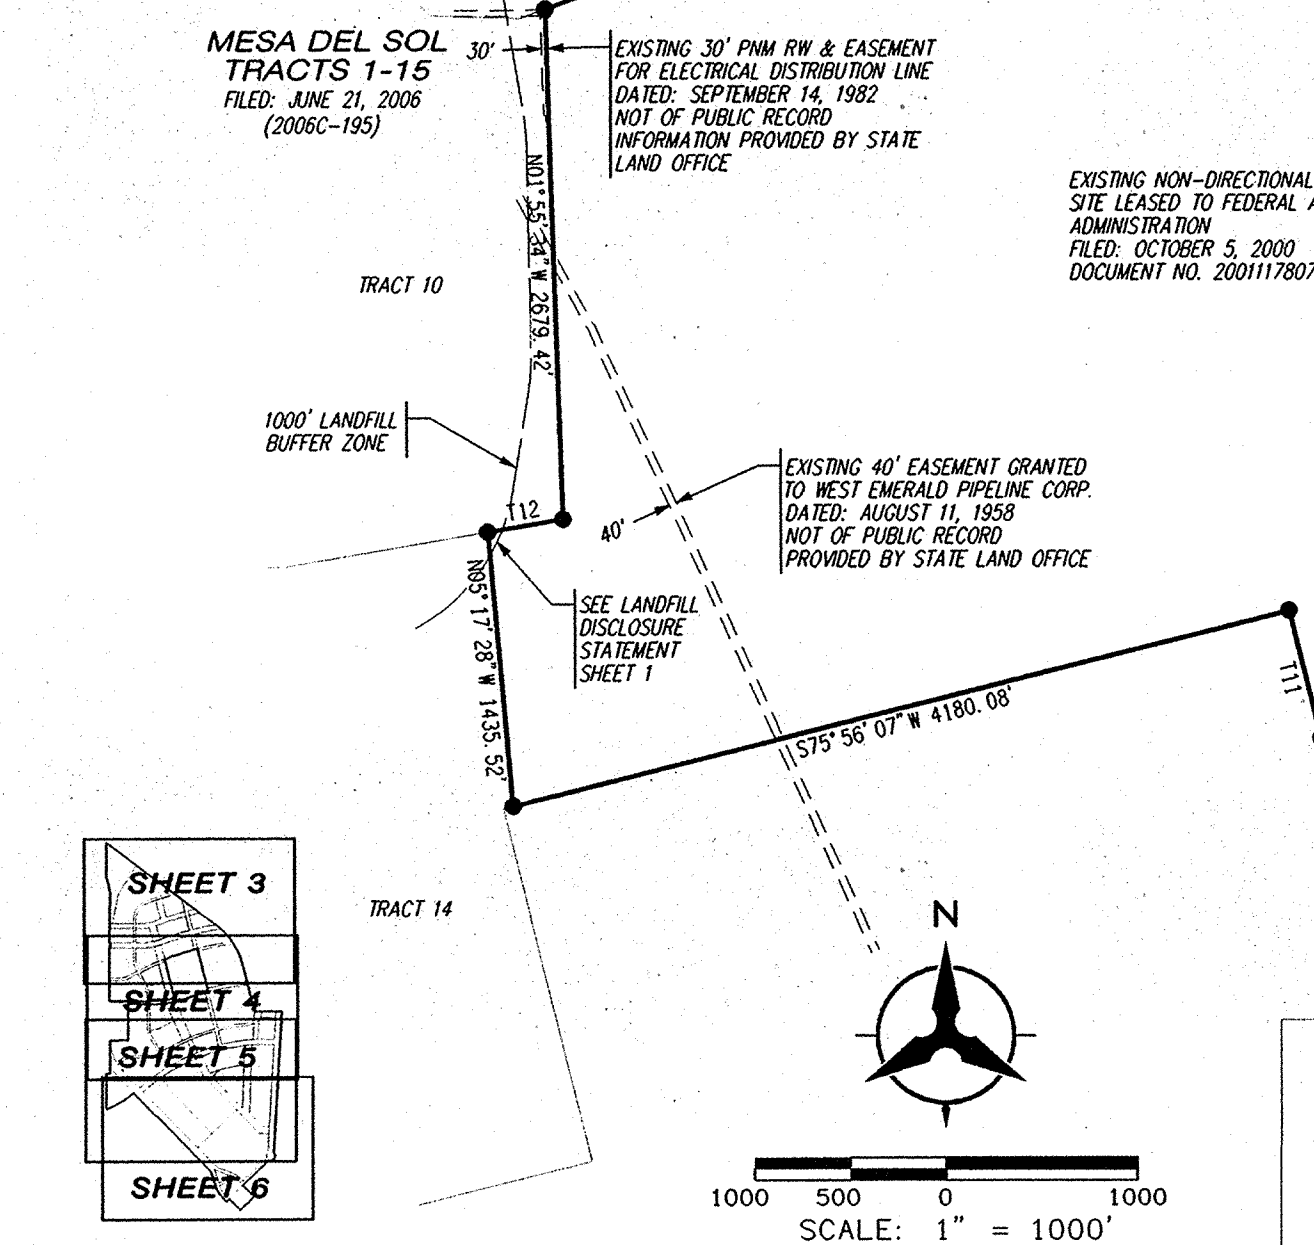 MESA DEL SOL
TRACTS 1-15
FILED: JUNE 21, 2006
(2006C-195)
30'
EXISTING 30' PNM RW & EASEMENT
FOR ELECTRICAL DISTRIBUTION LINE
DATED: SEPTEMBER 14, 1982
NOT OF PUBLIC RECORD
INFORMATION PROVIDED BY STATE
LAND OFFICE
EXISTING NON-DIRECTIONAL
SITE LEASED TO FEDERAL A
ADMINISTRATION
FILED: OCTOBER 5, 2000
DOCUMENT NO. 2001117807
N01°55'34" W 2679.42'
TRACT 10
1000' LANDFILL
BUFFER ZONE
EXISTING 40' EASEMENT GRANTED
TO WEST EMERALD PIPELINE CORP.
DATED: AUGUST 11, 1958
NOT OF PUBLIC RECORD
PROVIDED BY STATE LAND OFFICE
40'
T12
N05°17'28" W 1435.52'
SEE LANDFILL
DISCLOSURE
STATEMENT
SHEET 1
T11
S75°56'07" W 4180.08'
TRACT 14
SHEET 3
SHEET 4
SHEET 5
SHEET 6
N
1000 500 0 1000
SCALE: 1" = 1000'